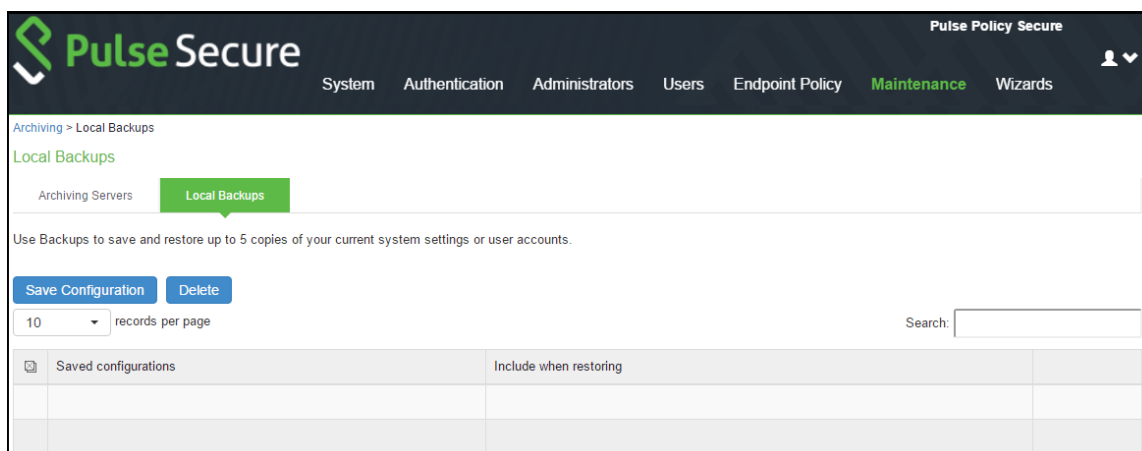 Pulse Policy Secure
Pulse Secure
System Authentication Administrators Users Endpoint Policy Maintenance Wizards
Archiving > Local Backups
Local Backups
Archiving Servers Local Backups
Use Backups to save and restore up to 5 copies of your current system settings or user accounts.
Save Configuration Delete
10 records per page Search:
Saved configurations Include when restoring